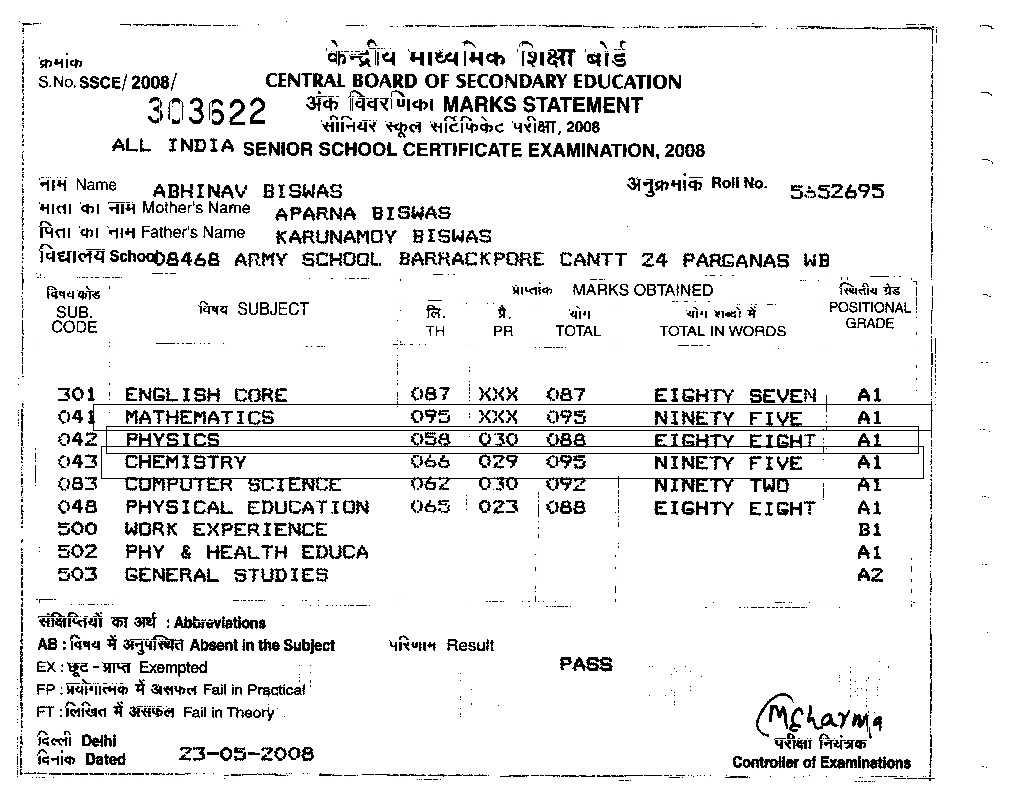 केन्द्रीय माध्यमिक शिक्षा बोर्ड
क्रमांक
S.No. SSCE/ 2008/
CENTRAL BOARD OF SECONDARY EDUCATION
303622
अंक विवरणिका MARKS STATEMENT
सीनियर स्कूल सर्टिफिकेट परीक्षा, 2008
ALL INDIA SENIOR SCHOOL CERTIFICATE EXAMINATION, 2008
नाम Name ABHINAV BISWAS अनुक्रमांक Roll No. 5652695
माता का नाम Mother's Name APARNA BISWAS
पिता का नाम Father's Name KARUNAMOY BISWAS
विद्यालय School 08468 ARMY SCHOOL BARRACKPORE CANTT 24 PARGANAS WB
विषय कोड SUB. CODE विषय SUBJECT प्राप्तांक MARKS OBTAINED स्थितीय ग्रेड POSITIONAL GRADE
लि. TH प्रै. PR योग TOTAL योग शब्दों में TOTAL IN WORDS
301 ENGLISH CORE 087 XXX 087 EIGHTY SEVEN A1
041 MATHEMATICS 095 XXX 095 NINETY FIVE A1
042 PHYSICS 058 030 088 EIGHTY EIGHT A1
043 CHEMISTRY 066 029 095 NINETY FIVE A1
083 COMPUTER SCIENCE 062 030 092 NINETY TWO A1
048 PHYSICAL EDUCATION 065 023 088 EIGHTY EIGHT A1
500 WORK EXPERIENCE B1
502 PHY & HEALTH EDUCA A1
503 GENERAL STUDIES A2
संक्षिप्तियों का अर्थ : Abbreviations
AB : विषय में अनुपस्थित Absent in the Subject परिणाम Result
EX : छूट - प्राप्त Exempted PASS
FP : प्रयोगात्मक में असफल Fail in Practical
FT : लिखित में असफल Fail in Theory
दिल्ली Delhi
दिनांक Dated 23-05-2008
परीक्षा नियंत्रक
Controller of Examinations